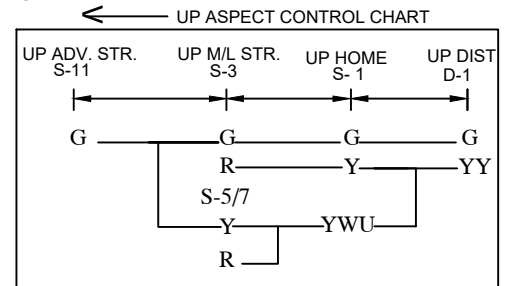 UP ASPECT CONTROL CHART
UP ADV. STR. UP M/L STR. UP HOME UP DIST
S-11 S-3 S- 1 D-1
G G G G
R Y YY
S-5/7
Y YWU
R